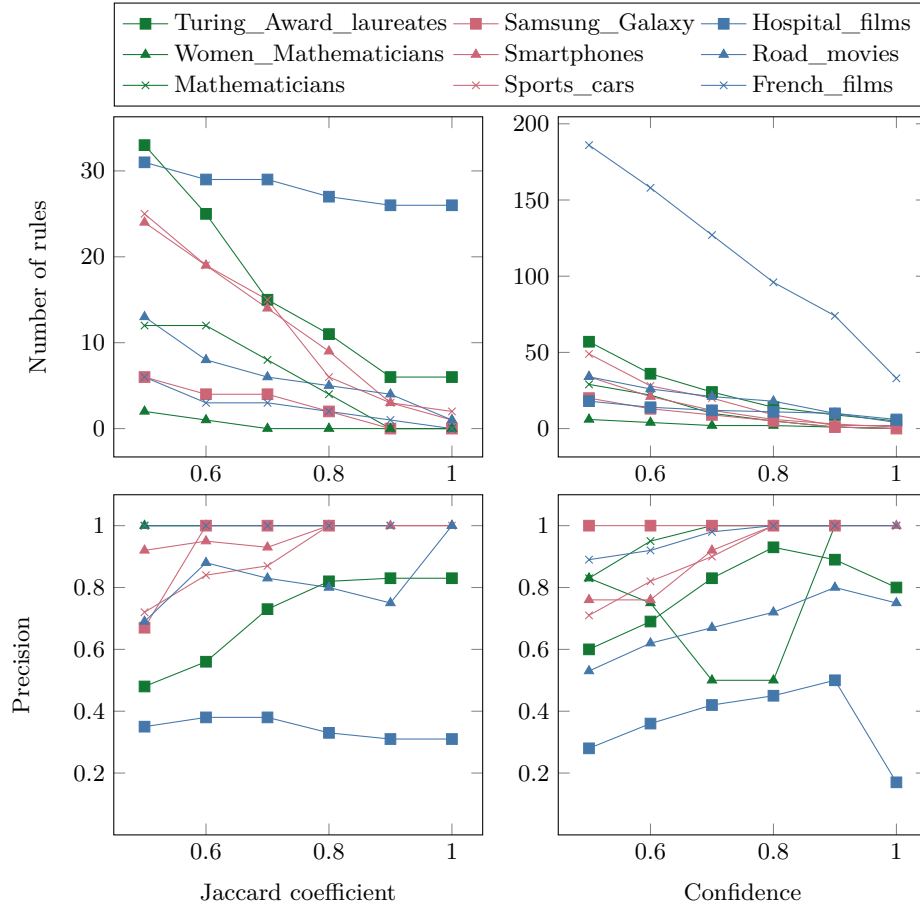 Turing_Award_laureates Samsung_Galaxy Hospital_films
Women_Mathematicians Smartphones Road_movies
Mathematicians Sports_cars French_films
Number of rules
30
20
10
0
0.6 0.8 1
200
150
100
50
0
0.6 0.8 1
Precision
1
0.8
0.6
0.4
0.2
0.6 0.8 1
Jaccard coefficient
1
0.8
0.6
0.4
0.2
0.6 0.8 1
Confidence